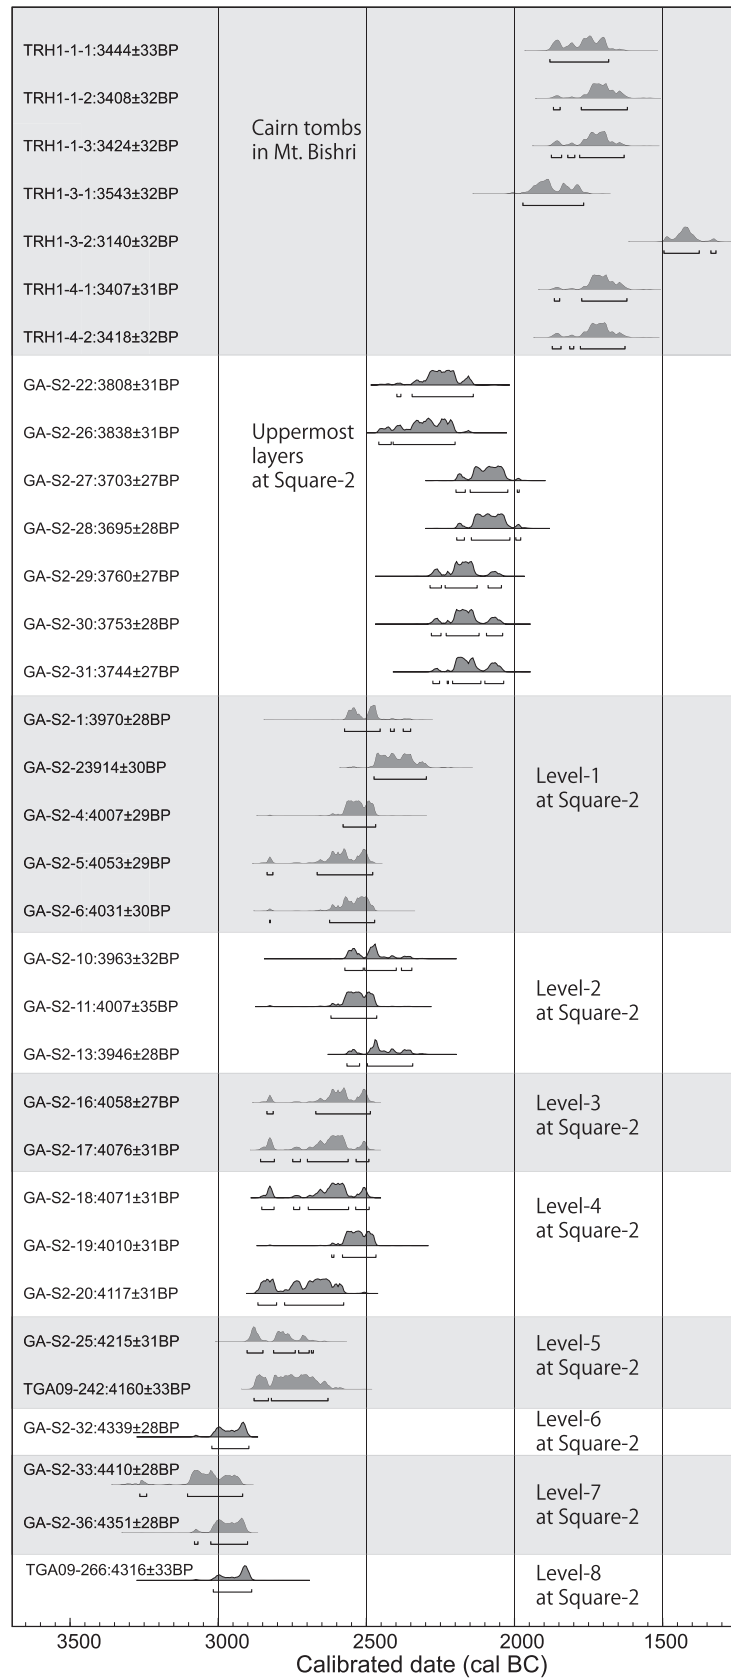 TRH1-1-1:3444±33BP
TRH1-1-2:3408±32BP
Cairn tombs
in Mt. Bishri
TRH1-1-3:3424±32BP
TRH1-3-1:3543±32BP
TRH1-3-2:3140±32BP
TRH1-4-1:3407±31BP
TRH1-4-2:3418±32BP
GA-S2-22:3808±31BP
GA-S2-26:3838±31BP
Uppermost
layers
at Square-2
GA-S2-27:3703±27BP
GA-S2-28:3695±28BP
GA-S2-29:3760±27BP
GA-S2-30:3753±28BP
GA-S2-31:3744±27BP
GA-S2-1:3970±28BP
GA-S2-23914±30BP
Level-1
at Square-2
GA-S2-4:4007±29BP
GA-S2-5:4053±29BP
GA-S2-6:4031±30BP
GA-S2-10:3963±32BP
Level-2
at Square-2
GA-S2-11:4007±35BP
GA-S2-13:3946±28BP
GA-S2-16:4058±27BP
Level-3
at Square-2
GA-S2-17:4076±31BP
GA-S2-18:4071±31BP
Level-4
at Square-2
GA-S2-19:4010±31BP
GA-S2-20:4117±31BP
GA-S2-25:4215±31BP
Level-5
at Square-2
TGA09-242:4160±33BP
GA-S2-32:4339±28BP
Level-6
at Square-2
GA-S2-33:4410±28BP
Level-7
at Square-2
GA-S2-36:4351±28BP
TGA09-266:4316±33BP
Level-8
at Square-2
3500 3000 2500 2000 1500
Calibrated date (cal BC)